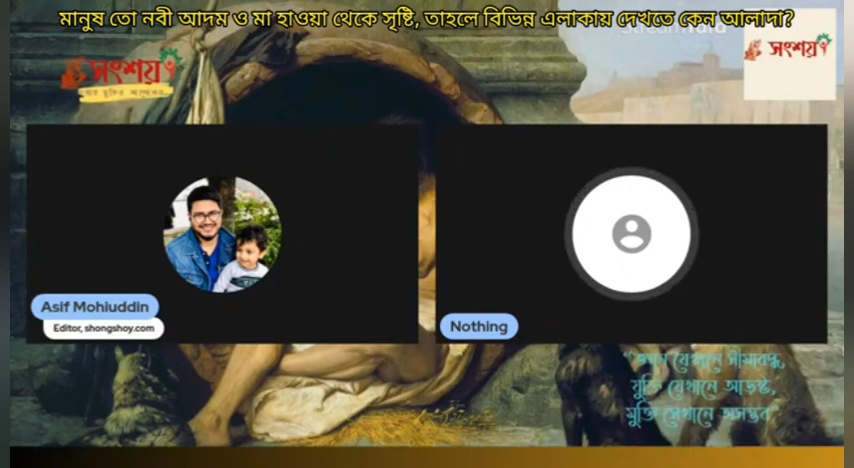 মানুষ তো নবী আদম ও মা হাওয়া থেকে সৃষ্টি, তাহলে বিভিন্ন এলাকায় দেখতে কেন আলাদা?
StreamYard
সংশয়
সংশয়
Asif Mohiuddin
Editor, shongshoy.com
Nothing
যেখানে সীমাবদ্ধ,
যুক্তি যেখানে আড়ষ্ট,
মুক্তি সেখানে অসম্ভব